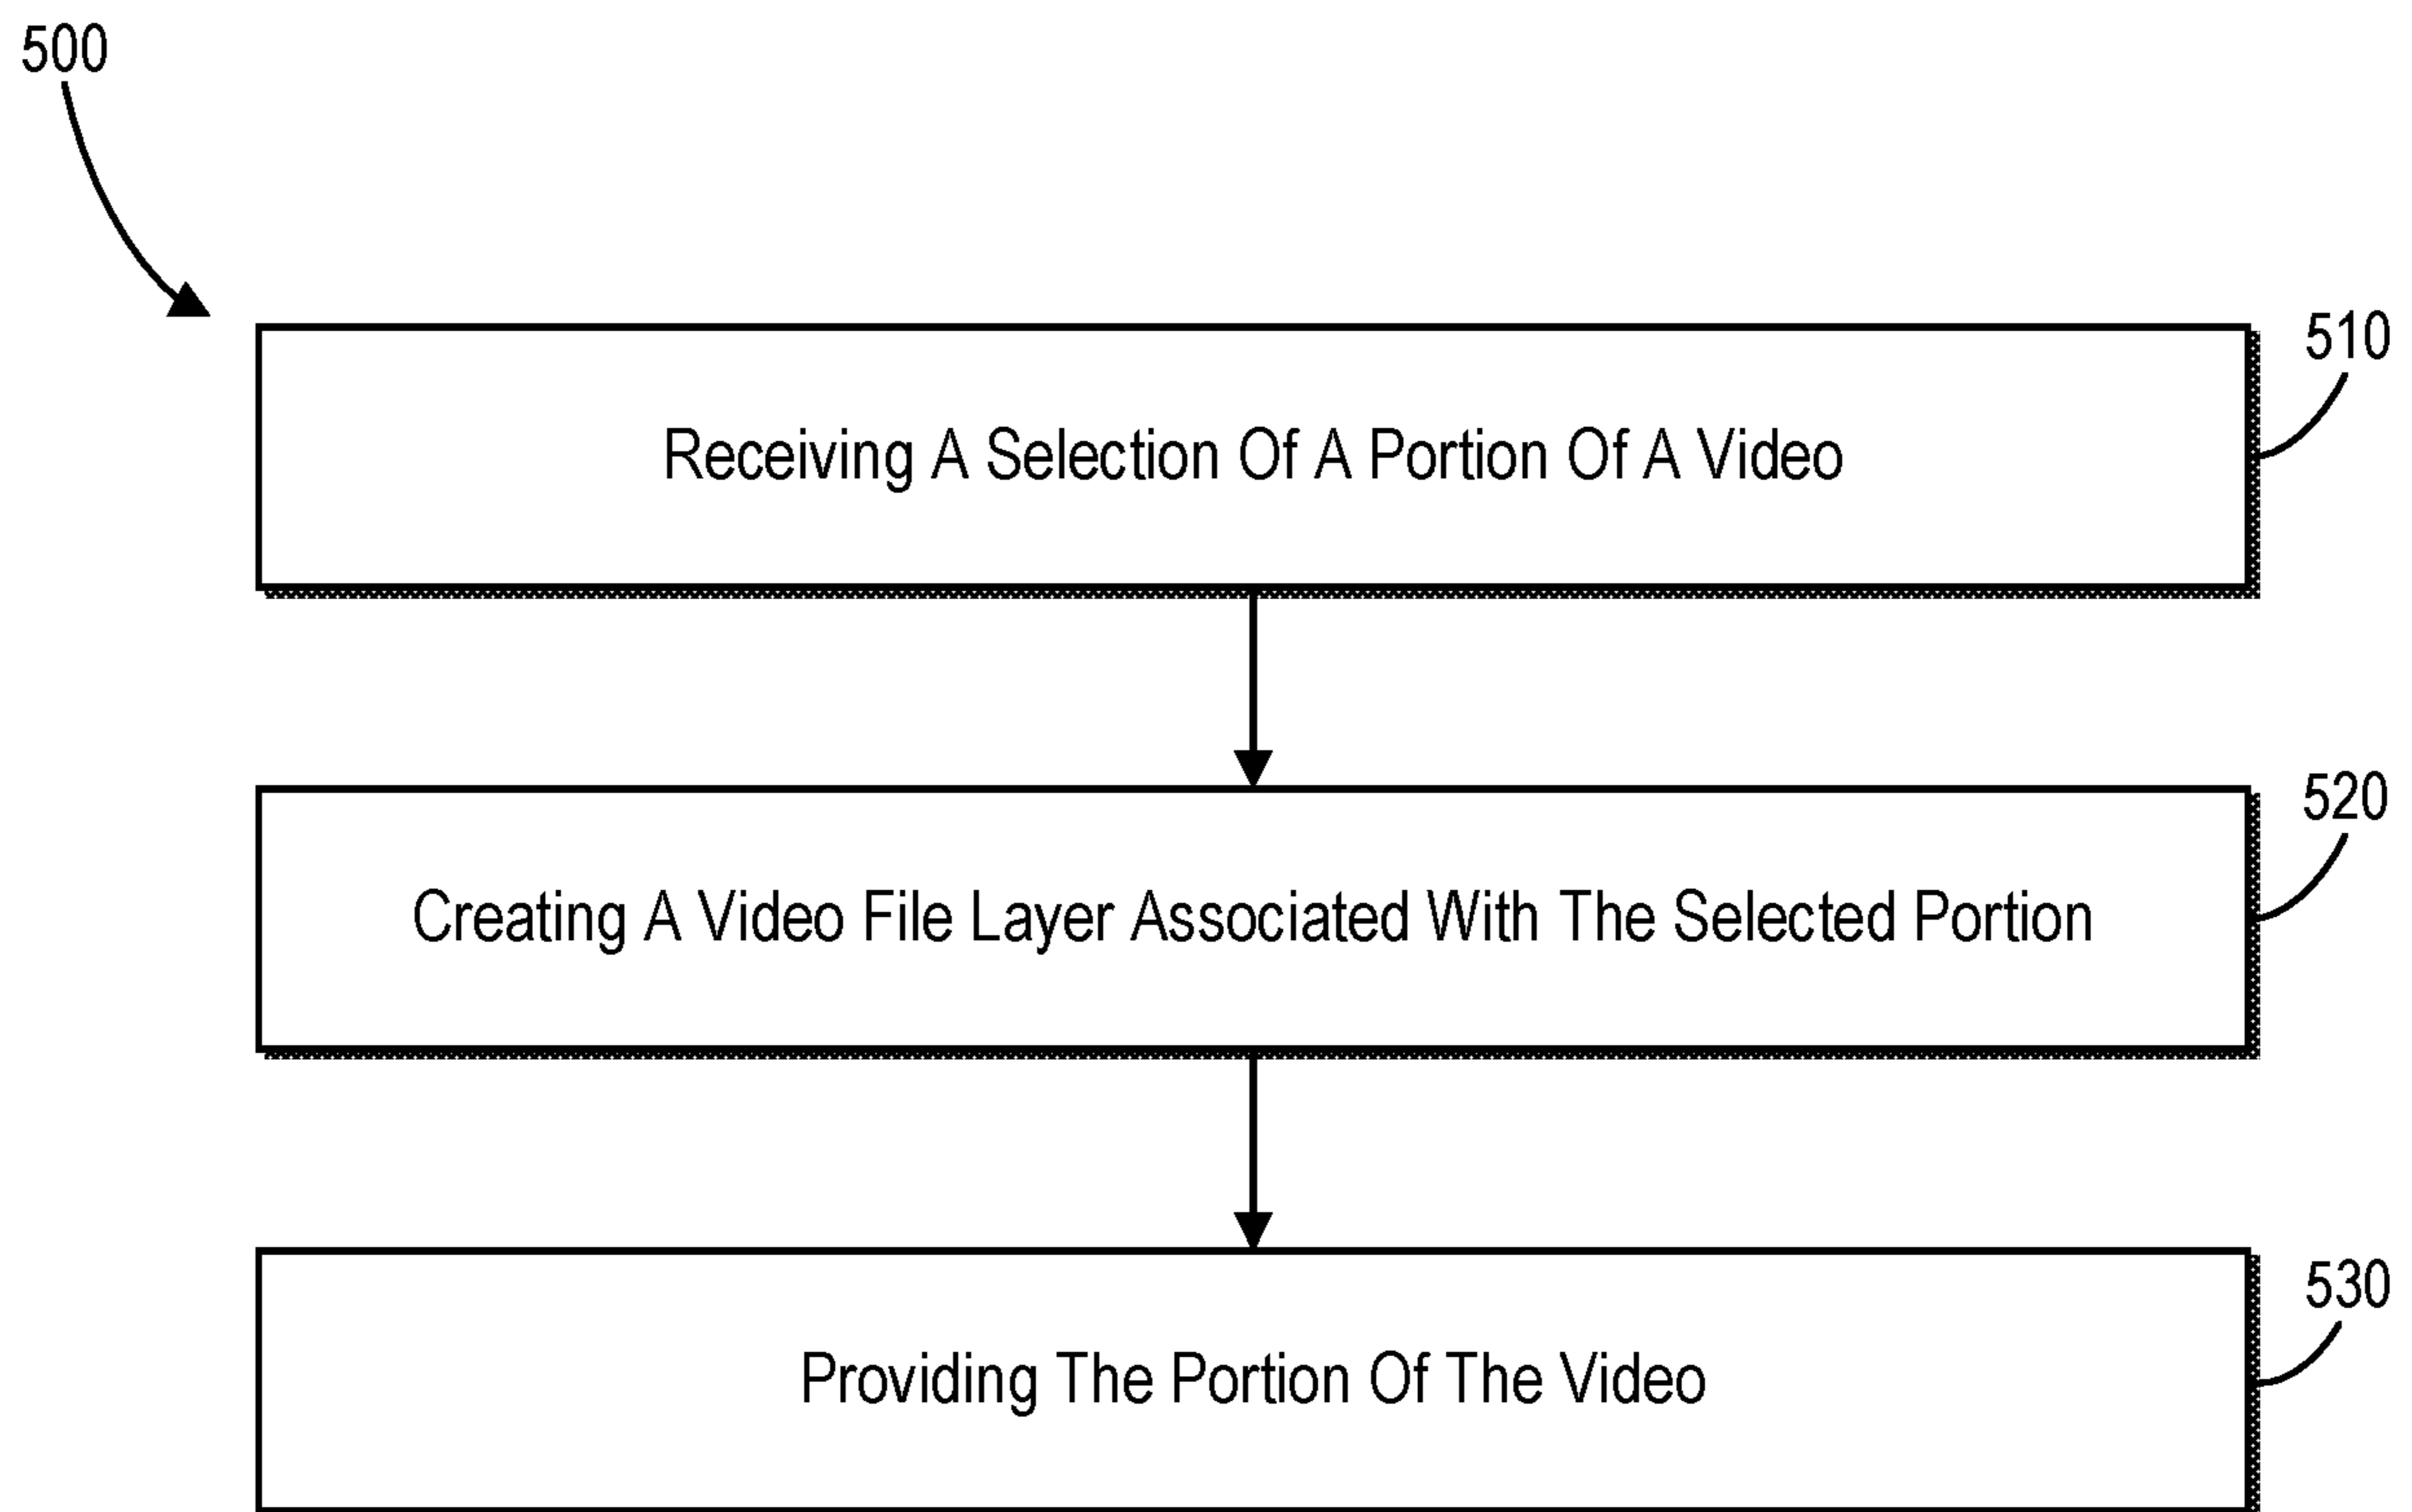 500
510
Receiving A Selection Of A Portion Of A Video
520
Creating A Video File Layer Associated With The Selected Portion
530
Providing The Portion Of The Video